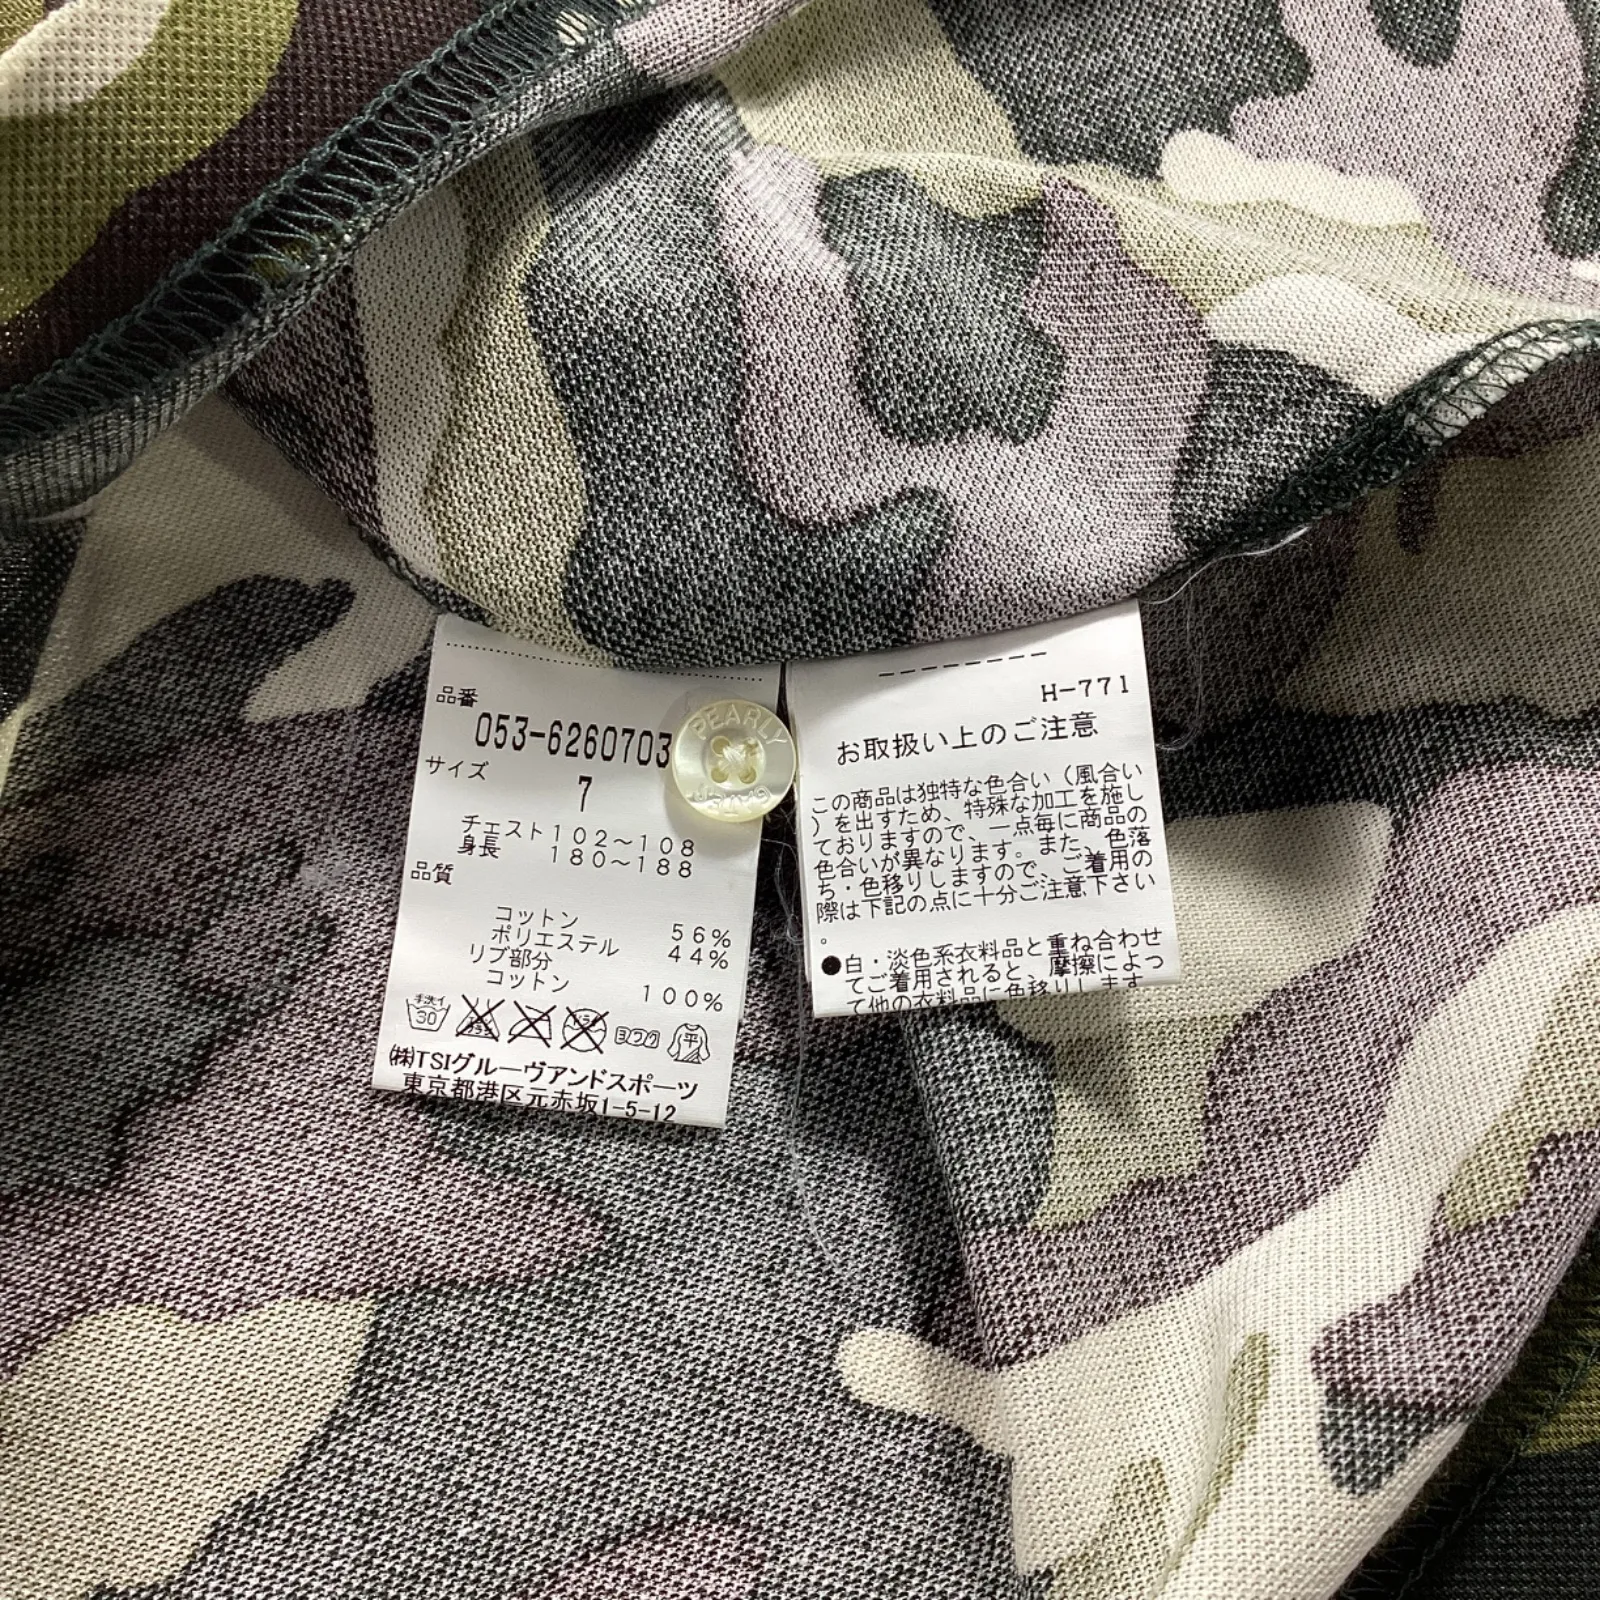 品番
053-6260703
サイズ
7
チェスト102〜108
身長 180〜188
品質
コットン 56%
ポリエステル 44%
リブ部分
コットン 100%
手洗イ
30
ヨワク
平
㈱TSIグルーヴアンドスポーツ
東京都港区元赤坂1-5-12
PEARLY
GATES
H-771
お取扱い上のご注意
この商品は独特な色合い（風合い
）を出すため、特殊な加工を施し
ておりますので、一点毎に商品の
色合いが異なります。また、色落
ち・色移りしますので、ご着用の
際は下記の点に十分ご注意下さい
。
●白・淡色系衣料品と重ね合わせ
てご着用されると、摩擦によっ
て他の衣料品に色移りします